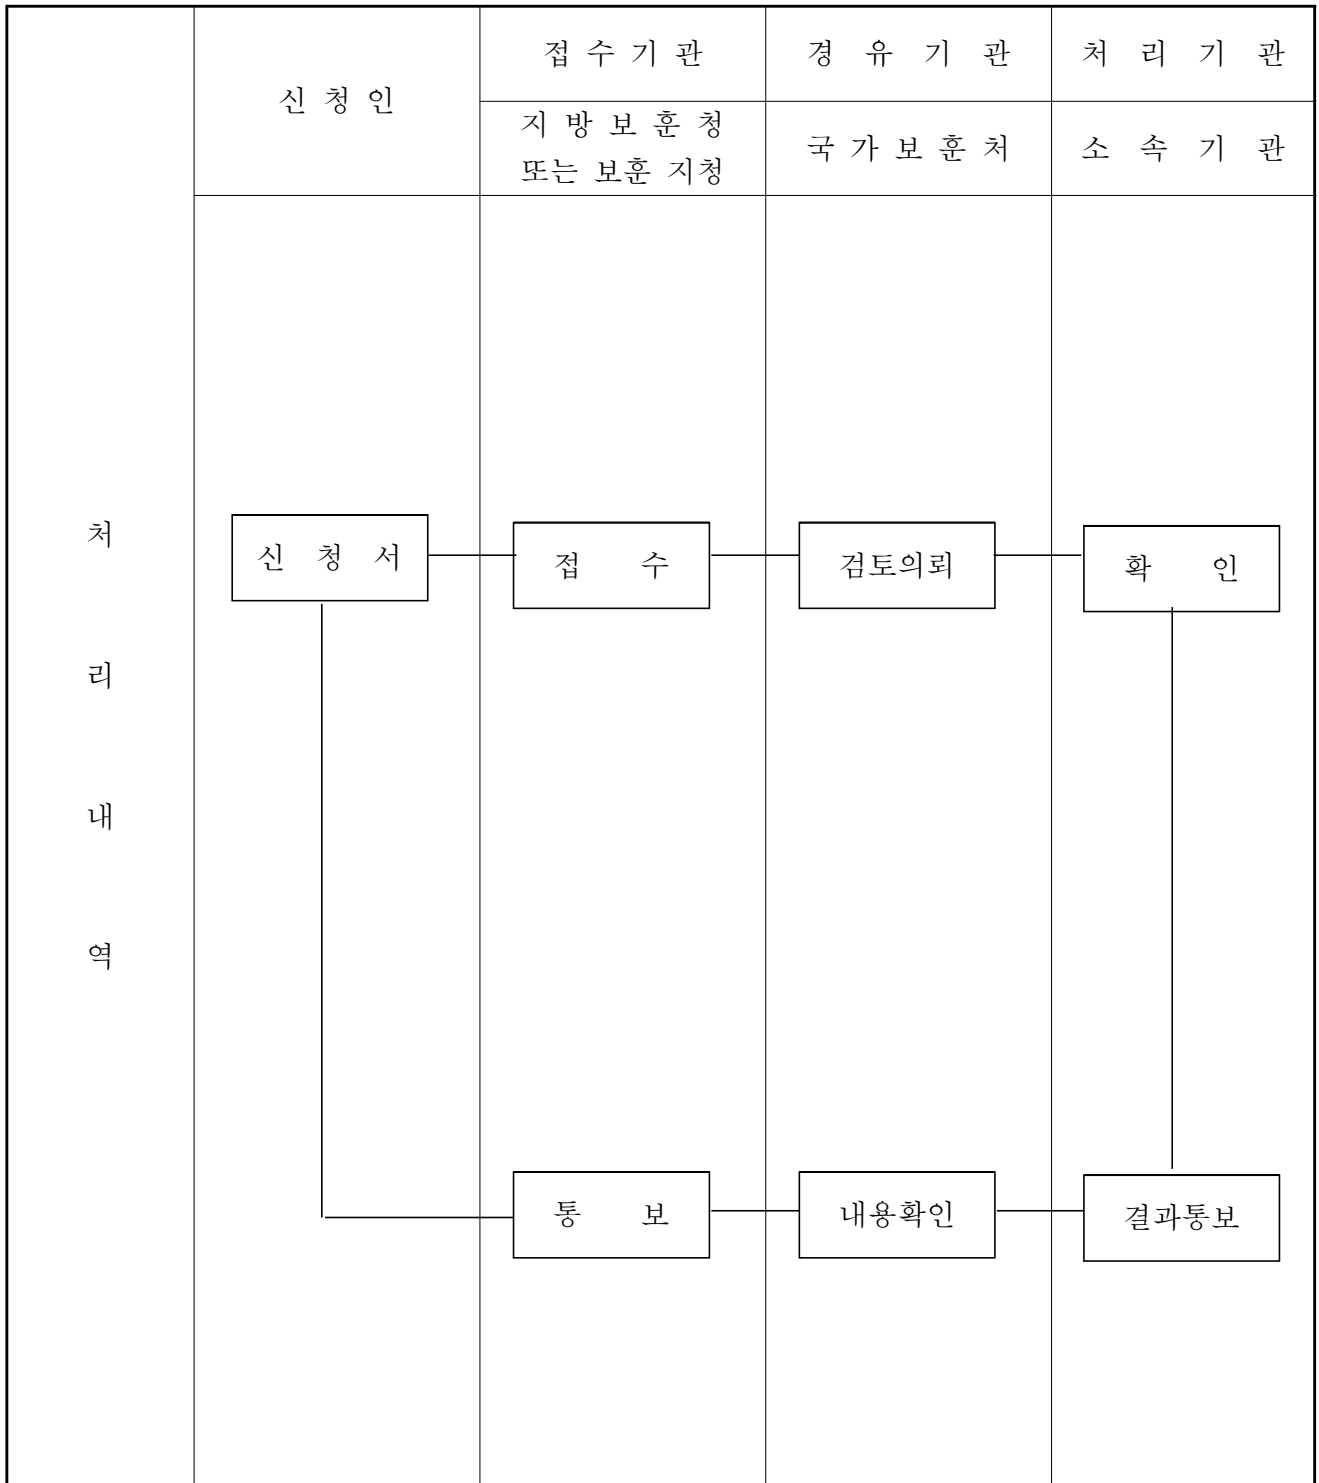 신 청 인
접 수 기 관
경 유 기 관
처 리 기 관
지 방 보 훈 청
또는 보훈 지청
국 가 보 훈 처
소 속 기 관
처
리
내
역
신 청 서
접 수
검토의뢰
확 인
통 보
내용확인
결과통보